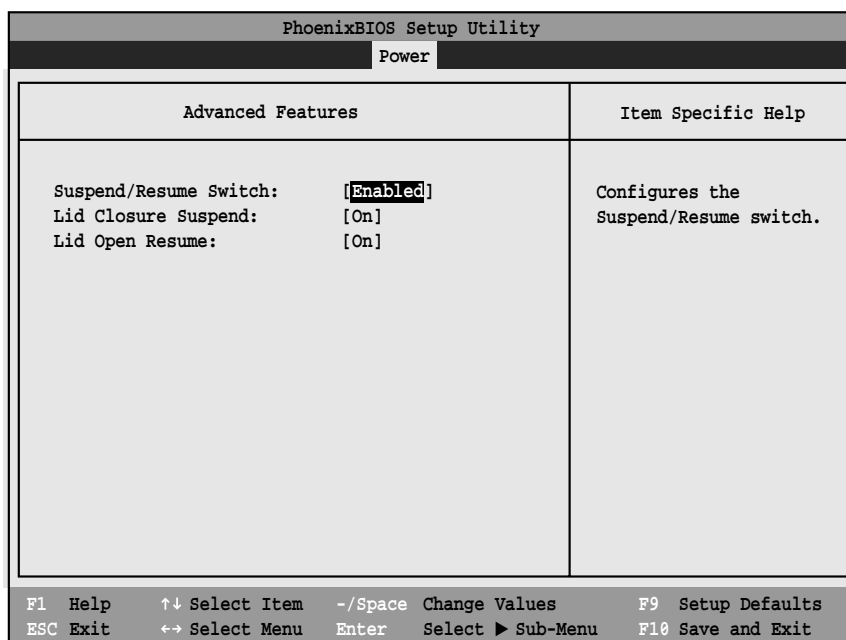 PhoenixBIOS Setup Utility
Power
Advanced Features
Item Specific Help
Suspend/Resume Switch: [Enabled]
Lid Closure Suspend: [On]
Lid Open Resume: [On]
Configures the
Suspend/Resume switch.
F1 Help ↑↓ Select Item -/Space Change Values F9 Setup Defaults
ESC Exit ←→ Select Menu Enter Select ▶ Sub-Menu F10 Save and Exit